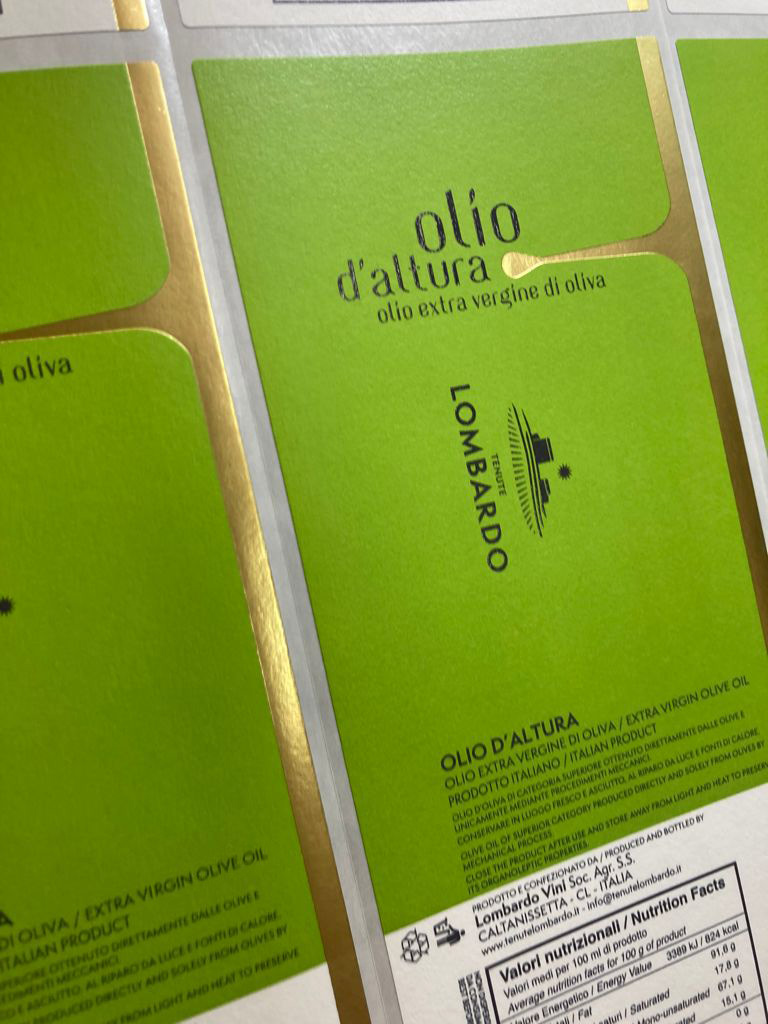 olio
d'altura
olio extra vergine di oliva
TENUTE
LOMBARDO
OLIO D'ALTURA
OLIO EXTRA VERGINE DI OLIVA / EXTRA VIRGIN OLIVE OIL
PRODOTTO ITALIANO / ITALIAN PRODUCT
OLIO D'OLIVA DI CATEGORIA SUPERIORE OTTENUTO DIRETTAMENTE DALLE OLIVE E
UNICAMENTE MEDIANTE PROCEDIMENTI MECCANICI.
CONSERVARE IN LUOGO FRESCO E ASCIUTTO, AL RIPARO DA LUCE E FONTI DI CALORE.
OLIVE OIL OF SUPERIOR CATEGORY PRODUCED DIRECTLY AND SOLELY FROM OLIVES BY
MECHANICAL PROCESS.
CLOSE THE PRODUCT AFTER USE AND STORE AWAY FROM LIGHT AND HEAT TO PRESERV
ITS ORGANOLEPTIC PROPERTIES.
PRODOTTO E CONFEZIONATO DA / PRODUCED AND BOTTLED BY
Lombardo Vini Soc. Agr. S.S.
CALTANISSETTA - CL - ITALIA
www.tenutelombardo.it - info@tenutelombardo.it
Valori nutrizionali / Nutrition Facts
Valori medi per 100 ml di prodotto
Average nutrition facts for 100 g of product
Valore Energetico / Energy Value 3389 kJ / 824 kcal
/ Fat 91,6 g
/ Saturated 17,8 g
Mono-unsaturated 67,1 g
15,1 g
0 g
oliva
DI OLIVA / EXTRA VIRGIN OLIVE OIL
ITALIAN PRODUCT
SUPERIORE OTTENUTO DIRETTAMENTE DALLE OLIVE E
PROCEDIMENTI MECCANICI.
E ASCIUTTO, AL RIPARO DA LUCE E FONTI DI CALORE.
PRODUCED DIRECTLY AND SOLELY FROM OLIVES BY
FROM LIGHT AND HEAT TO PRESERVE